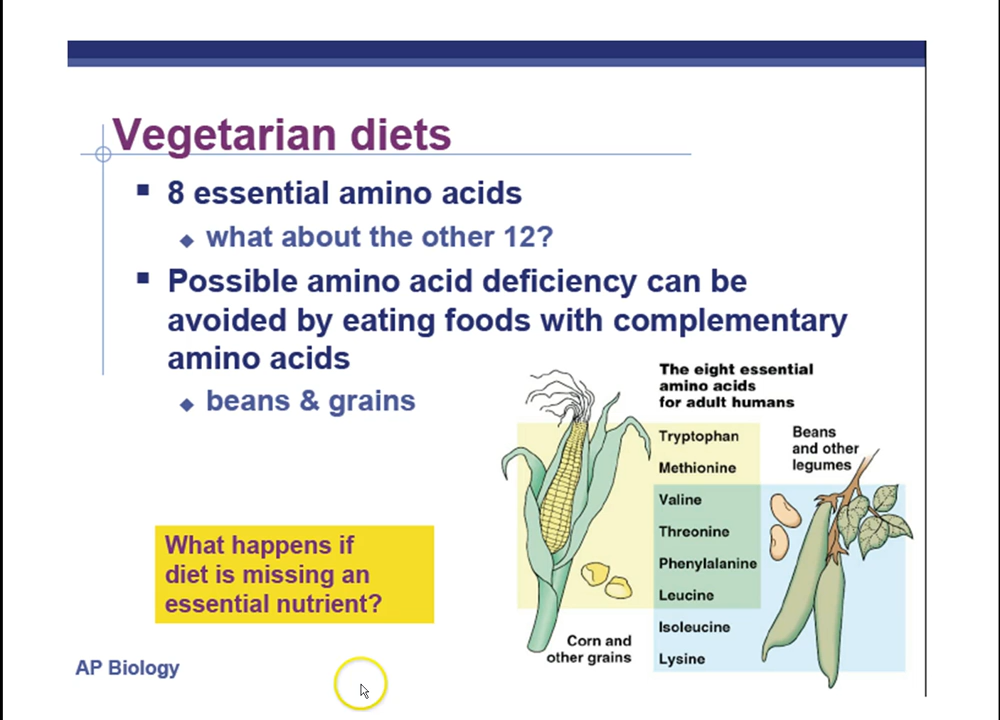 Vegetarian diets
8 essential amino acids
what about the other 12?
Possible amino acid deficiency can be
avoided by eating foods with complementary
amino acids
beans & grains
The eight essential
amino acids
for adult humans
Tryptophan
Methionine
Valine
Threonine
Phenylalanine
Leucine
Isoleucine
Lysine
Beans
and other
legumes
Corn and
other grains
What happens if
diet is missing an
essential nutrient?
AP Biology